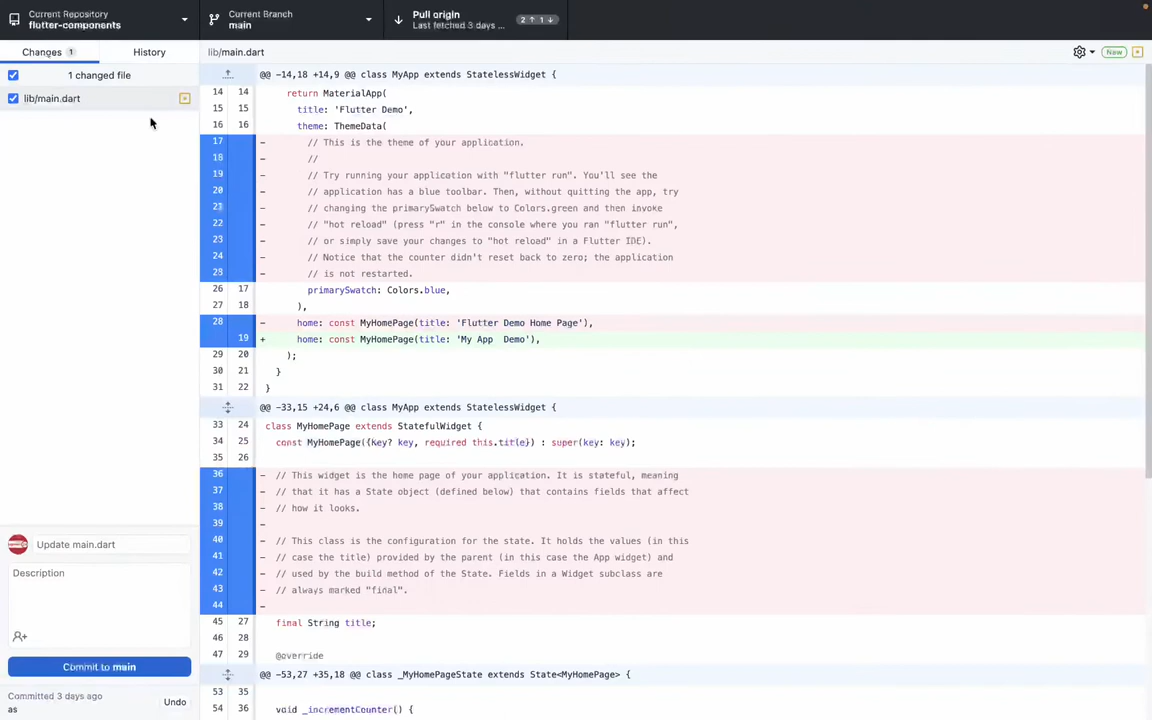 Current Repository
flutter-components
Current Branch
main
Pull origin
Last fetched 3 days ...
2 1
Changes 1
History
lib/main.dart
New
1 changed file
lib/main.dart
@@ -14,18 +14,9 @@ class MyApp extends StatelessWidget {
14 14 return MaterialApp(
15 15 title: 'Flutter Demo',
16 16 theme: ThemeData(
17 - // This is the theme of your application.
18 - //
19 - // Try running your application with "flutter run". You'll see the
20 - // application has a blue toolbar. Then, without quitting the app, try
21 - // changing the primarySwatch below to Colors.green and then invoke
22 - // "hot reload" (press "r" in the console where you ran "flutter run",
23 - // or simply save your changes to "hot reload" in a Flutter IDE).
24 - // Notice that the counter didn't reset back to zero; the application
- // is not restarted.
26 17 primarySwatch: Colors.blue,
27 18 ),
28 - home: const MyHomePage(title: 'Flutter Demo Home Page'),
19 + home: const MyHomePage(title: 'My App  Demo'),
29 20 );
30 21 }
31 22 }
@@ -33,15 +24,6 @@ class MyApp extends StatelessWidget {
33 24 class MyHomePage extends StatefulWidget {
34 25 const MyHomePage({Key? key, required this.title}) : super(key: key);
35 26
36 - // This widget is the home page of your application. It is stateful, meaning
37 - // that it has a State object (defined below) that contains fields that affect
38 - // how it looks.
39 -
40 - // This class is the configuration for the state. It holds the values (in this
41 - // case the title) provided by the parent (in this case the App widget) and
42 - // used by the build method of the State. Fields in a Widget subclass are
43 - // always marked "final".
44 -
45 27 final String title;
46 28
47 29 @override
@@ -53,27 +35,18 @@ class _MyHomePageState extends State<MyHomePage> {
53 35
54 36 void _incrementCounter() {
Update main.dart
Description
Commit to main
Committed 3 days ago
as
Undo